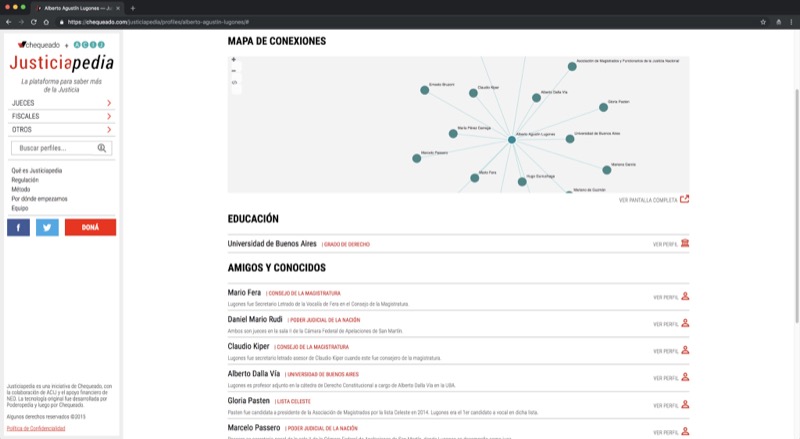 Alberto Agustín Lugones — Ju
https://chequeado.com/justiciapedia/profiles/alberto-agustin-lugones/#
chequeado + ACIJ
Justiciapedia
La plataforma para saber más
de la Justicia
JUECES
FISCALES
OTROS
Buscar perfiles...
Qué es Justiciapedia
Regulación
Método
Por dónde empezamos
Equipo
DONÁ
Justiciapedia es una iniciativa de Chequeado, con
la colaboración de ACIJ y el apoyo financiero de
NED. La tecnología original fue desarrollada por
Poderopedia y luego por Chequeado.
Algunos derechos reservados ©2015
Política de Confidencialidad
MAPA DE CONEXIONES
Asociación de Magistrados y Funcionarios de la Justicia Nacional
Ernesto
Claudio Kiper
Alberto Dalla Vía
Gloria Pasten
María Pérez
Alberto Agustín Lugones
Universidad de Buenos Aires
Marcelo Passero
Mariana García
Mario Fera
Hugo
Mariano de Guzmán
VER PANTALLA COMPLETA
EDUCACIÓN
Universidad de Buenos Aires | GRADO DE DERECHO
VER PERFIL
AMIGOS Y CONOCIDOS
Mario Fera | CONSEJO DE LA MAGISTRATURA
VER PERFIL
Lugones fue Secretario Letrado de la Vocalía de Fera en el Consejo de la Magistratura.
Daniel Mario Rudi | PODER JUDICIAL DE LA NACIÓN
VER PERFIL
Ambos son jueces en la sala II de la Cámara Federal de Apelaciones de San Martín.
Claudio Kiper | CONSEJO DE LA MAGISTRATURA
VER PERFIL
Lugones fue secretario letrado asesor de Claudio Kiper cuando este fue consejero de la magistratura.
Alberto Dalla Vía | UNIVERSIDAD DE BUENOS AIRES
VER PERFIL
Lugones es profesor adjunto en la cátedra de Derecho Constitucional a cargo de Alberto Dalla Vía en la UBA.
Gloria Pasten | LISTA CELESTE
VER PERFIL
Pasten fue candidata a presidente de la Asociación de Magistrados por la lista Celeste en 2014. Lugones era el 1er candidato a vocal en dicha lista.
Marcelo Passero | PODER JUDICIAL DE LA NACIÓN
VER PERFIL